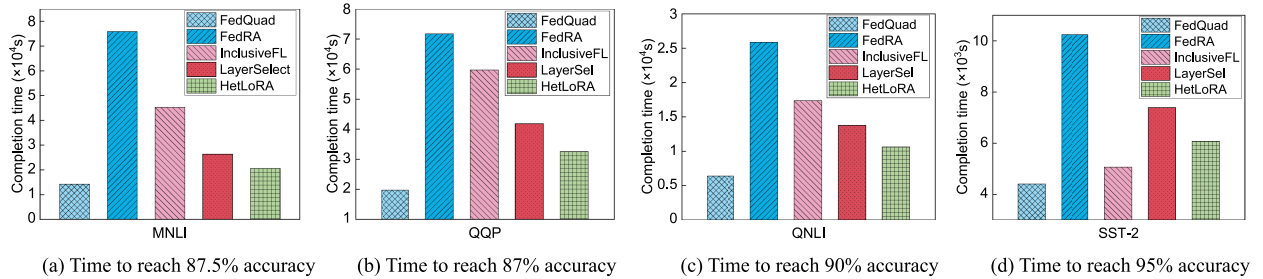 Completion time (×10⁴s)
8
7
6
5
4
3
2
1
0
FedQuad
FedRA
InclusiveFL
LayerSelect
HetLoRA
MNLI
(a) Time to reach 87.5% accuracy
Completion time (×10⁴s)
8
7
6
5
4
3
2
1
FedQuad
FedRA
InclusiveFL
LayerSel
HetLoRA
QQP
(b) Time to reach 87% accuracy
Completion time (×10⁴s)
3
2.5
2
1.5
1
0.5
0
FedQuad
FedRA
InclusiveFL
LayerSel
HetLoRA
QNLI
(c) Time to reach 90% accuracy
Completion time (×10³s)
10
8
6
4
FedQuad
FedRA
InclusiveFL
LayerSel
HetLoRA
SST-2
(d) Time to reach 95% accuracy